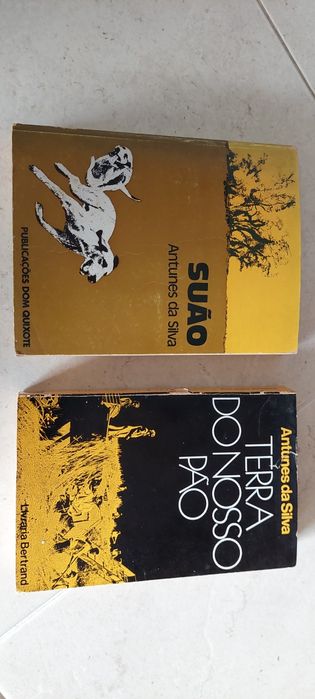 SUÃO
Antunes da Silva
PUBLICAÇÕES DOM QUIXOTE
Antunes da Silva
TERRA
DO NOSSO
PÃO
Livraria Bertrand